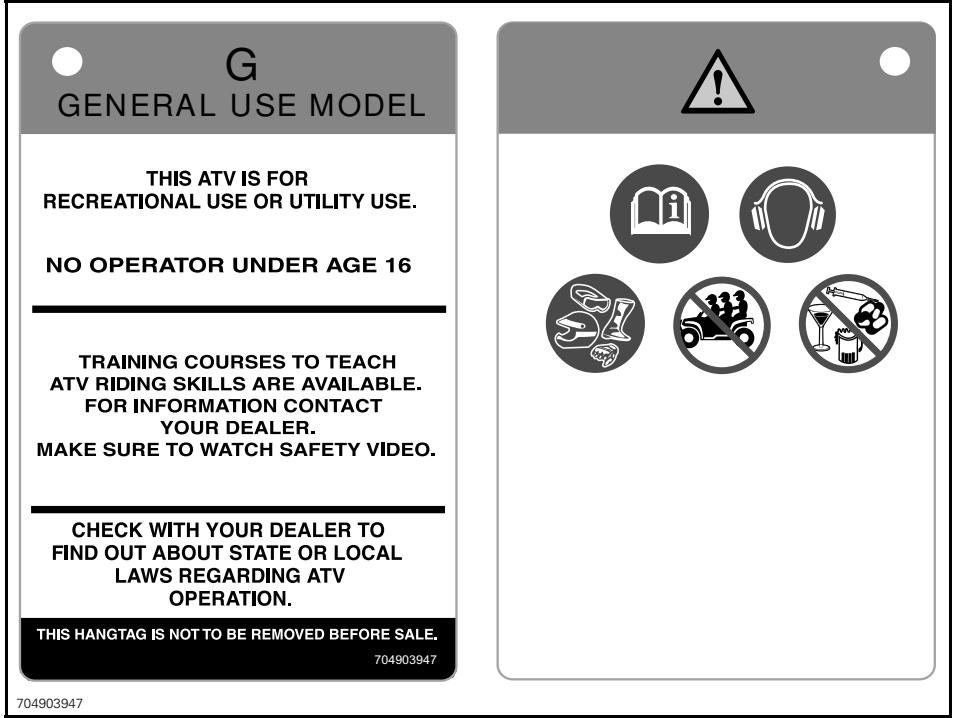 G
GENERAL USE MODEL
THIS ATV IS FOR
RECREATIONAL USE OR UTILITY USE.
NO OPERATOR UNDER AGE 16
TRAINING COURSES TO TEACH
ATV RIDING SKILLS ARE AVAILABLE.
FOR INFORMATION CONTACT
YOUR DEALER.
MAKE SURE TO WATCH SAFETY VIDEO.
CHECK WITH YOUR DEALER TO
FIND OUT ABOUT STATE OR LOCAL
LAWS REGARDING ATV
OPERATION.
THIS HANGTAG IS NOT TO BE REMOVED BEFORE SALE.
704903947
!
i
704903947